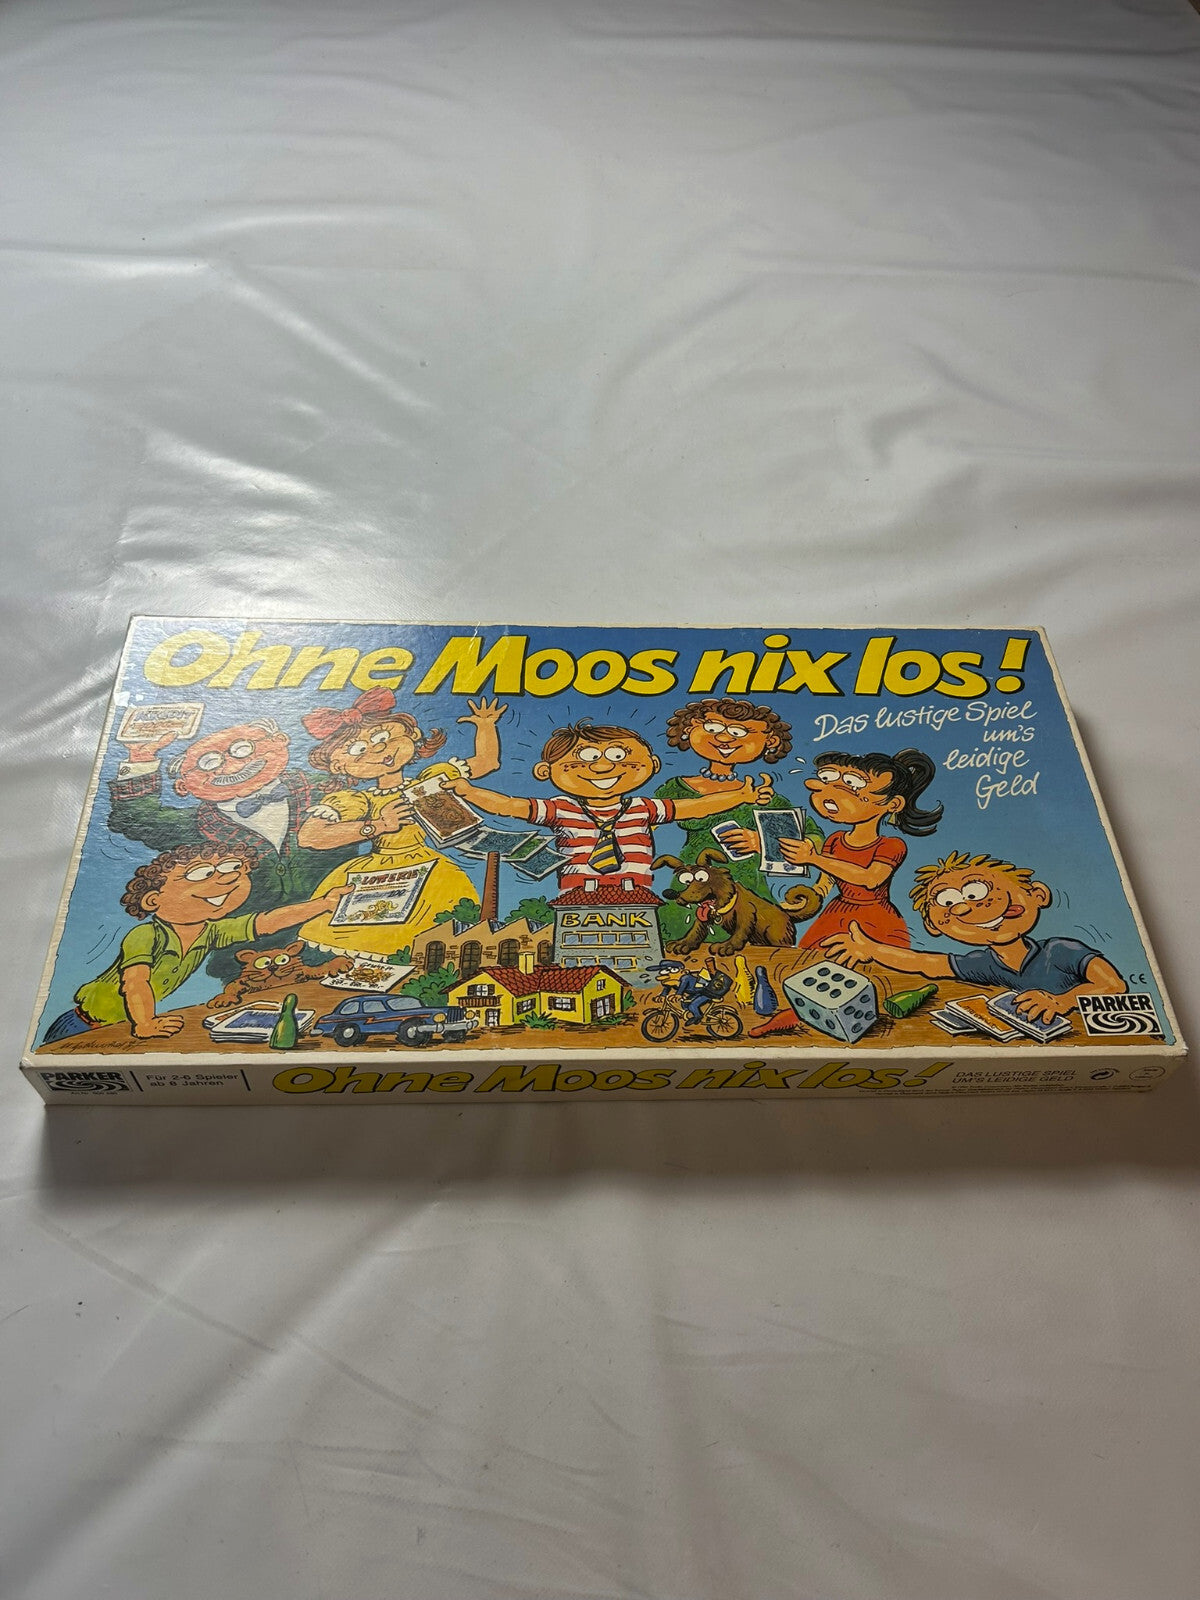 Ohne Moos nix los!
Das lustige Spiel
um's
leidige
Geld
LOTTERIE
BANK
CE
PARKER
PARKER
Für 2-6 Spieler
ab 8 Jahren
Ohne Moos nix los!
DAS LUSTIGE SPIEL
UM'S LEIDIGE GELD